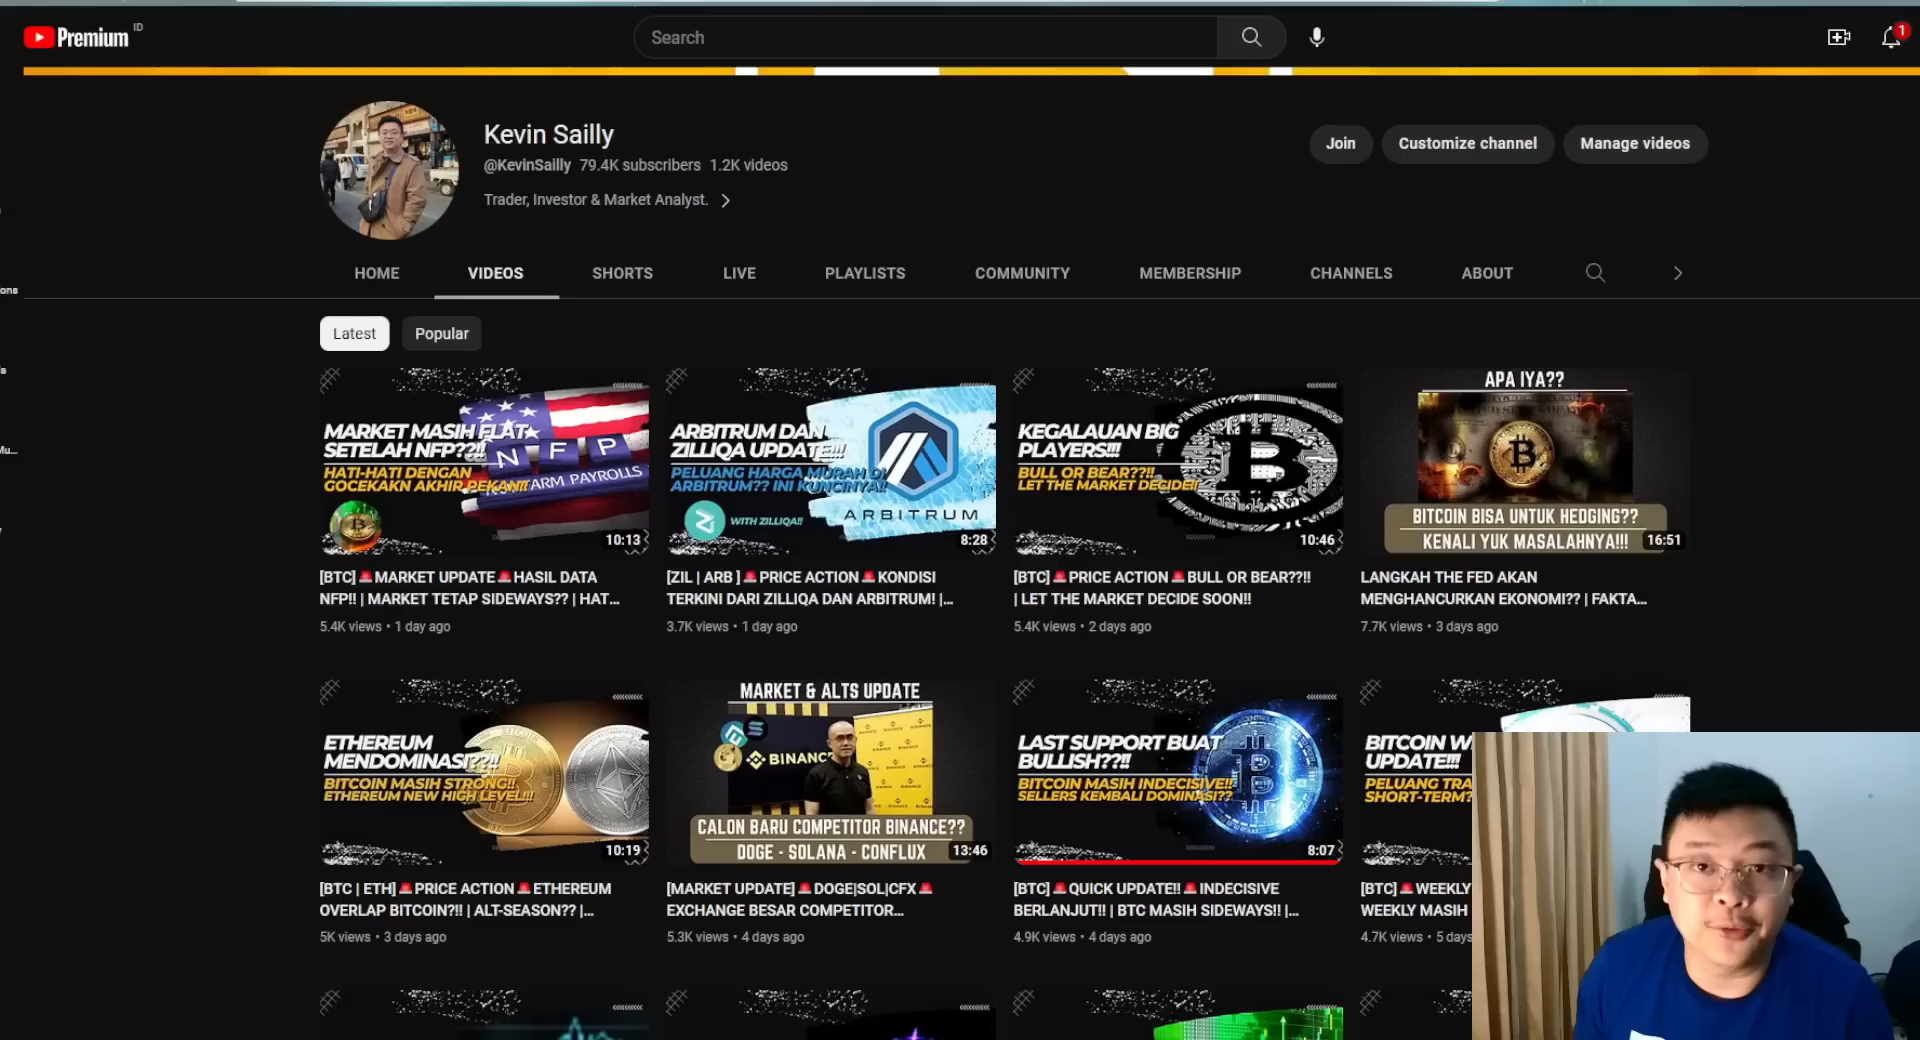 Premium ID
Search
1
Kevin Sailly
@KevinSailly 79.4K subscribers 1.2K videos
Trader, Investor & Market Analyst.
Join
Customize channel
Manage videos
HOME
VIDEOS
SHORTS
LIVE
PLAYLISTS
COMMUNITY
MEMBERSHIP
CHANNELS
ABOUT
ons
Latest
Popular
MARKET MASIH FLAT
SETELAH NFP??!!
HATI-HATI DENGAN
GOCEKAKN AKHIR PEKAN!!
N F P
ARM PAYROLLS
10:13
[BTC]🚨MARKET UPDATE🚨HASIL DATA
NFP!! | MARKET TETAP SIDEWAYS?? | HAT...
5.4K views • 1 day ago
ARBITRUM DAN
ZILLIQA UPDATE!!!
PELUANG HARGA MURAH DI
ARBITRUM?? INI KUNCINYA!!
WITH ZILLIQA!!
ARBITRUM
8:28
[ZIL | ARB ]🚨PRICE ACTION🚨KONDISI
TERKINI DARI ZILLIQA DAN ARBITRUM! |...
3.7K views • 1 day ago
KEGALAUAN BIG
PLAYERS!!!
BULL OR BEAR??!!
LET THE MARKET DECIDE!!
10:46
[BTC]🚨PRICE ACTION🚨BULL OR BEAR??!!
| LET THE MARKET DECIDE SOON!!
5.4K views • 2 days ago
APA IYA??
BITCOIN BISA UNTUK HEDGING??
KENALI YUK MASALAHNYA!!!
16:51
LANGKAH THE FED AKAN
MENGHANCURKAN EKONOMI?? | FAKTA...
7.7K views • 3 days ago
ETHEREUM
MENDOMINASI??!!
BITCOIN MASIH STRONG!!
ETHEREUM NEW HIGH LEVEL!!!
10:19
[BTC | ETH]🚨PRICE ACTION🚨ETHEREUM
OVERLAP BITCOIN?!! | ALT-SEASON?? |...
5K views • 3 days ago
MARKET & ALTS UPDATE
BINANCE
CALON BARU COMPETITOR BINANCE??
DOGE - SOLANA - CONFLUX
13:46
[MARKET UPDATE]🚨DOGE|SOL|CFX🚨
EXCHANGE BESAR COMPETITOR...
5.3K views • 4 days ago
LAST SUPPORT BUAT
BULLISH??!!
BITCOIN MASIH INDECISIVE!!
SELLERS KEMBALI DOMINASI??
8:07
[BTC]🚨QUICK UPDATE!!🚨INDECISIVE
BERLANJUT!! | BTC MASIH SIDEWAYS!! |...
4.9K views • 4 days ago
BITCOIN W
UPDATE!!!
PELUANG TRA
SHORT-TERM?
[BTC]🚨WEEKLY
WEEKLY MASIH
4.7K views • 5 days